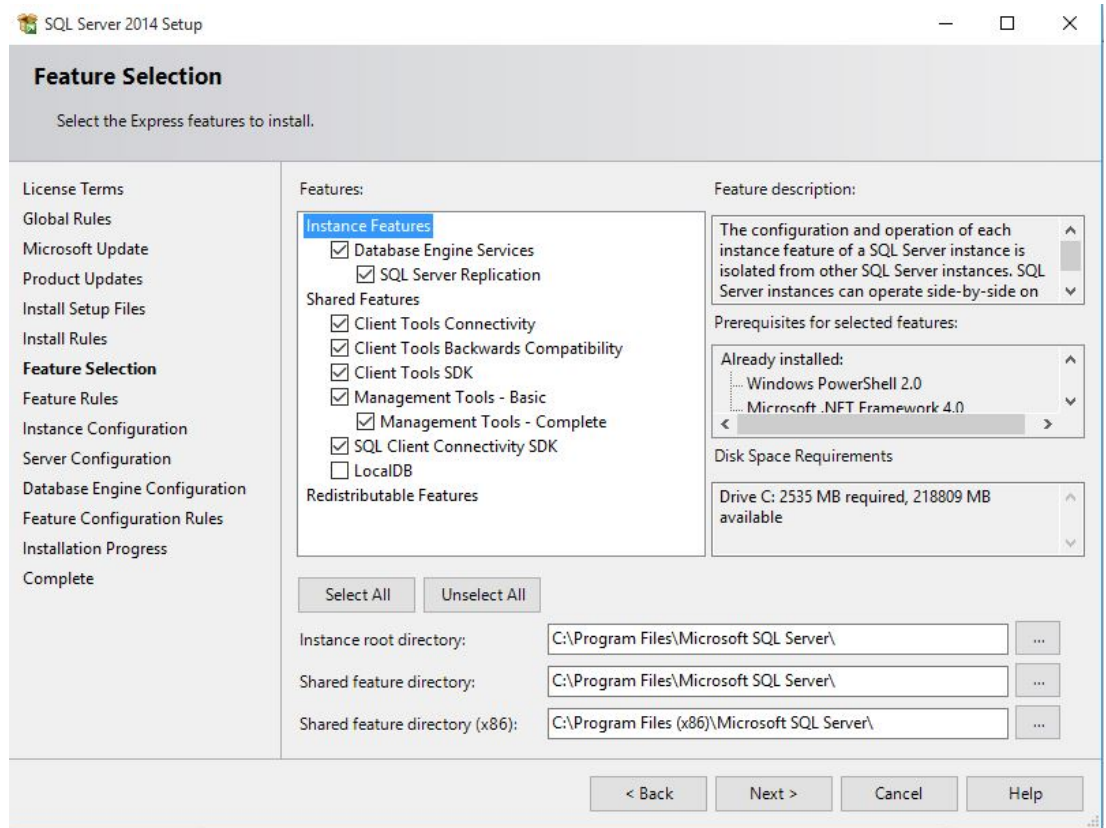 SQL Server 2014 Setup
Feature Selection
Select the Express features to install.
License Terms
Global Rules
Microsoft Update
Product Updates
Install Setup Files
Install Rules
Feature Selection
Feature Rules
Instance Configuration
Server Configuration
Database Engine Configuration
Feature Configuration Rules
Installation Progress
Complete
Features:
Instance Features
Database Engine Services
SQL Server Replication
Shared Features
Client Tools Connectivity
Client Tools Backwards Compatibility
Client Tools SDK
Management Tools - Basic
Management Tools - Complete
SQL Client Connectivity SDK
LocalDB
Redistributable Features
Feature description:
The configuration and operation of each
instance feature of a SQL Server instance is
isolated from other SQL Server instances. SQL
Server instances can operate side-by-side on
Prerequisites for selected features:
Already installed:
Windows PowerShell 2.0
Microsoft .NET Framework 4.0
Disk Space Requirements
Drive C: 2535 MB required, 218809 MB
available
Select All
Unselect All
Instance root directory:
C:\Program Files\Microsoft SQL Server\
...
Shared feature directory:
C:\Program Files\Microsoft SQL Server\
...
Shared feature directory (x86):
C:\Program Files (x86)\Microsoft SQL Server\
...
< Back
Next >
Cancel
Help